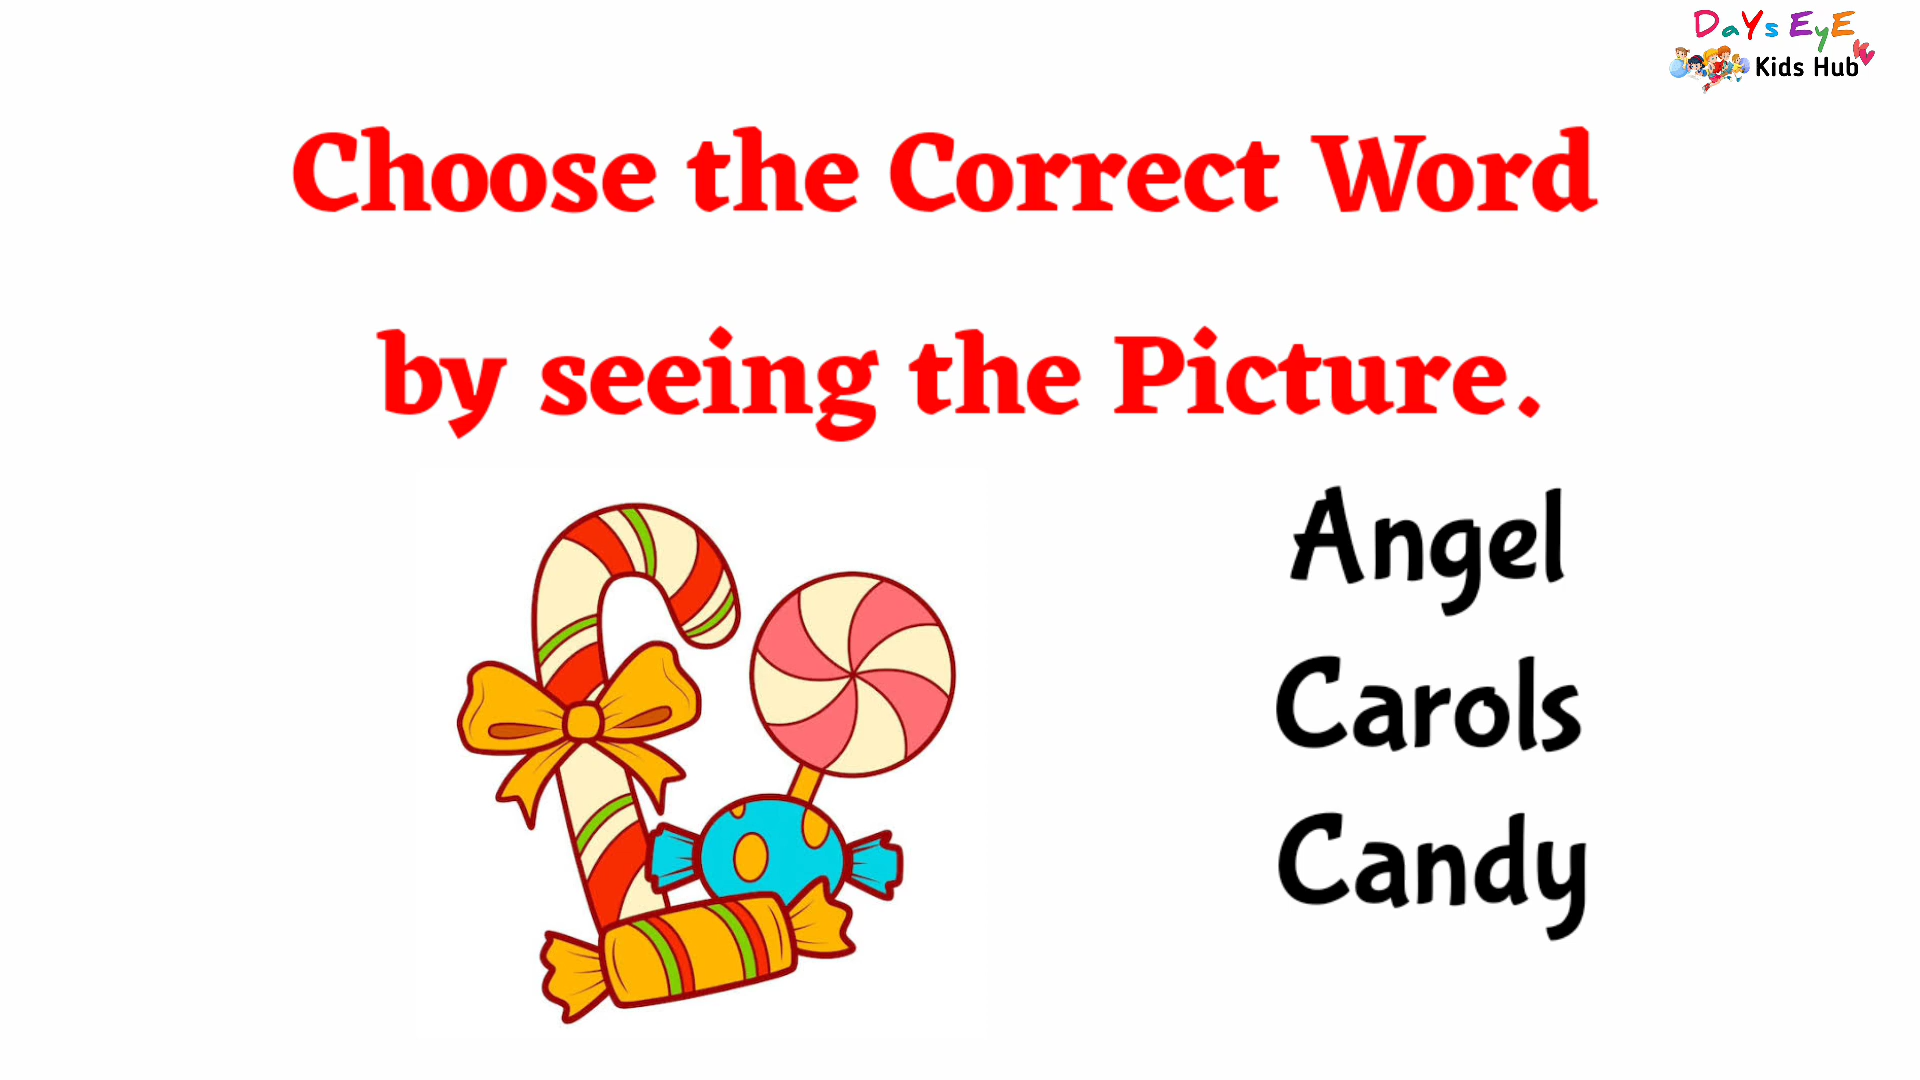 DaYs EyE
Kids Hub
Choose the Correct Word
by seeing the Picture.
Angel
Carols
Candy